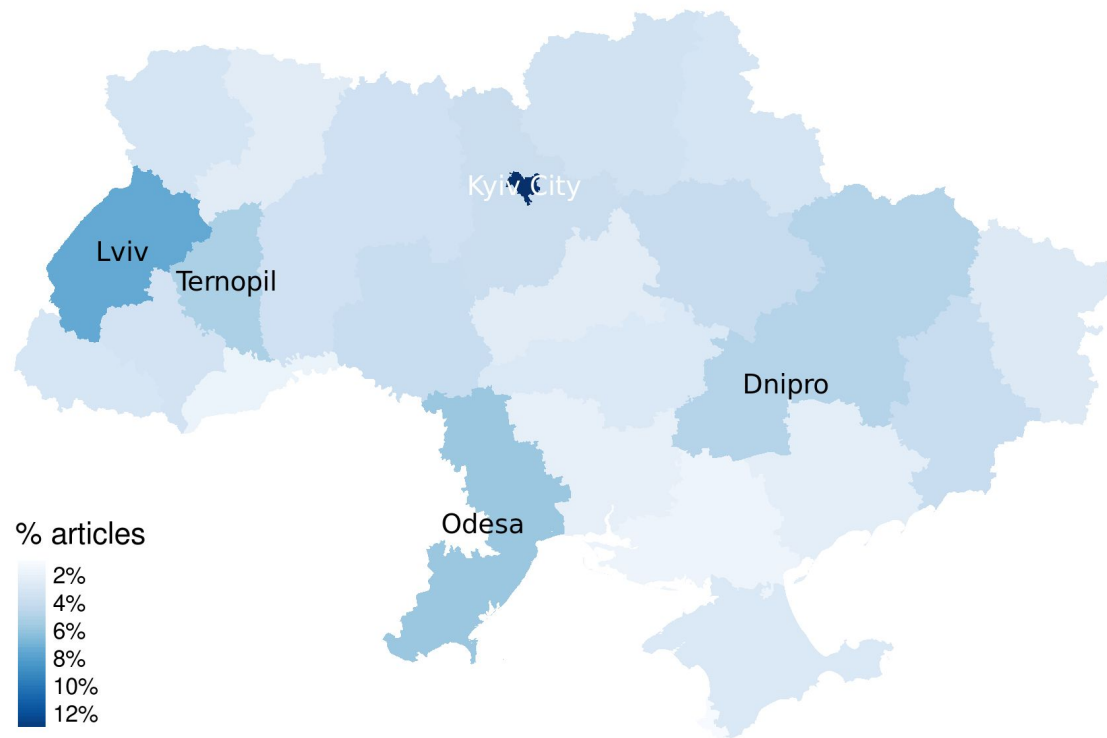 Kyiv City
Lviv
Ternopil
Dnipro
Odesa
% articles
2%
4%
6%
8%
10%
12%